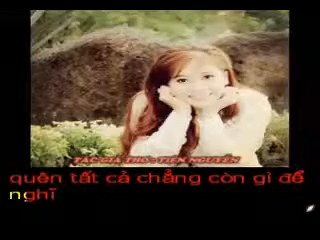 TÁC GIẢ THƠ - TIÊN NGUYỄN
quên tất cả chẳng còn gì để
nghĩ